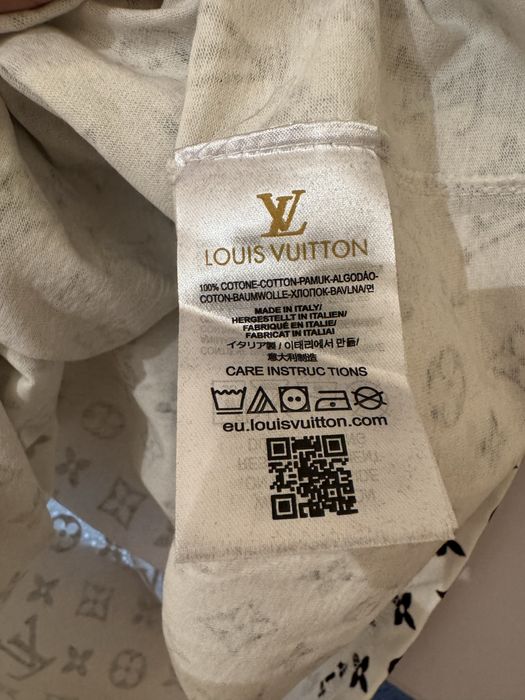 LV
LOUIS VUITTON
100% COTONE-COTTON-PAMUK-ALGODÃO-
COTON-BAUMWOLLE-ХЛОПОК-BAVLNA/면
MADE IN ITALY/
HERGESTELLT IN ITALIEN/
FABRIQUÉ EN ITALIE/
FABRICAT IN ITALIA/
イタリア製 / 이태리에서 만듦/
意大利制造
CARE INSTRUCTIONS
eu.louisvuitton.com